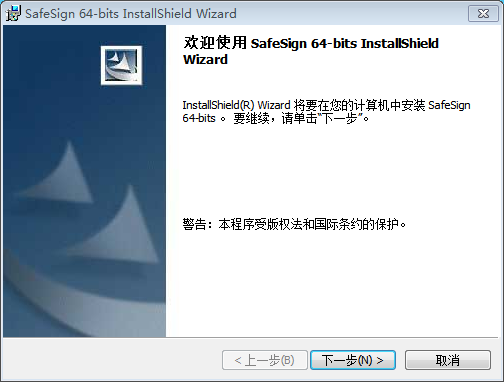 SafeSign 64-bits InstallShield Wizard
欢迎使用 SafeSign 64-bits InstallShield
Wizard
InstallShield(R) Wizard 将要在您的计算机中安装 SafeSign
64-bits 。 要继续，请单击“下一步”。
警告：本程序受版权法和国际条约的保护。
< 上一步(B) 下一步(N) > 取消